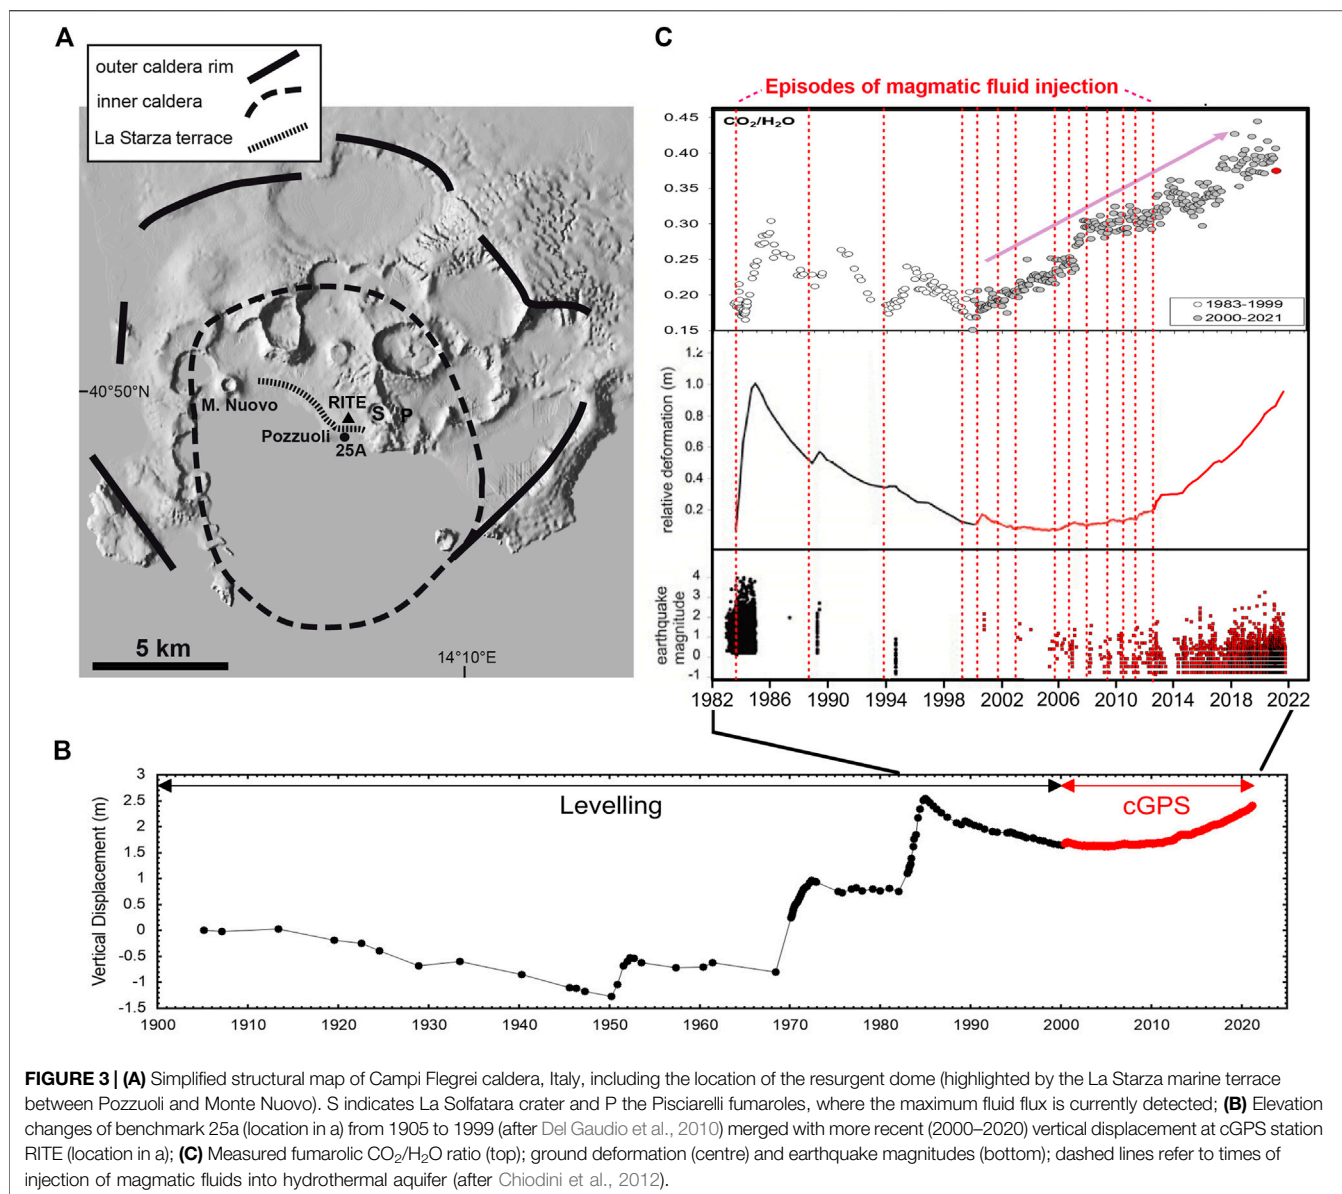 A
outer caldera rim
inner caldera
La Starza terrace
40°50'N
M. Nuovo
RITE
S
P
Pozzuoli
25A
5 km
14°10'E
C
Episodes of magmatic fluid injection
CO₂/H₂O
0.45
0.40
0.35
0.30
0.25
0.20
0.15
1983-1999
2000-2021
relative deformation (m)
1.2
1.0
0.8
0.6
0.4
0.2
earthquake
magnitude
4
3
2
1
0
-1
1982 1986 1990 1994 1998 2002 2006 2010 2014 2018 2022
B
Vertical Displacement (m)
3
2.5
2
1.5
1
0.5
0
-0.5
-1
-1.5
Levelling
cGPS
1900 1910 1920 1930 1940 1950 1960 1970 1980 1990 2000 2010 2020
FIGURE 3 | (A) Simplified structural map of Campi Flegrei caldera, Italy, including the location of the resurgent dome (highlighted by the La Starza marine terrace
between Pozzuoli and Monte Nuovo). S indicates La Solfatara crater and P the Pisciarelli fumaroles, where the maximum fluid flux is currently detected; (B) Elevation
changes of benchmark 25a (location in a) from 1905 to 1999 (after Del Gaudio et al., 2010) merged with more recent (2000–2020) vertical displacement at cGPS station
RITE (location in a); (C) Measured fumarolic CO₂/H₂O ratio (top); ground deformation (centre) and earthquake magnitudes (bottom); dashed lines refer to times of
injection of magmatic fluids into hydrothermal aquifer (after Chiodini et al., 2012).